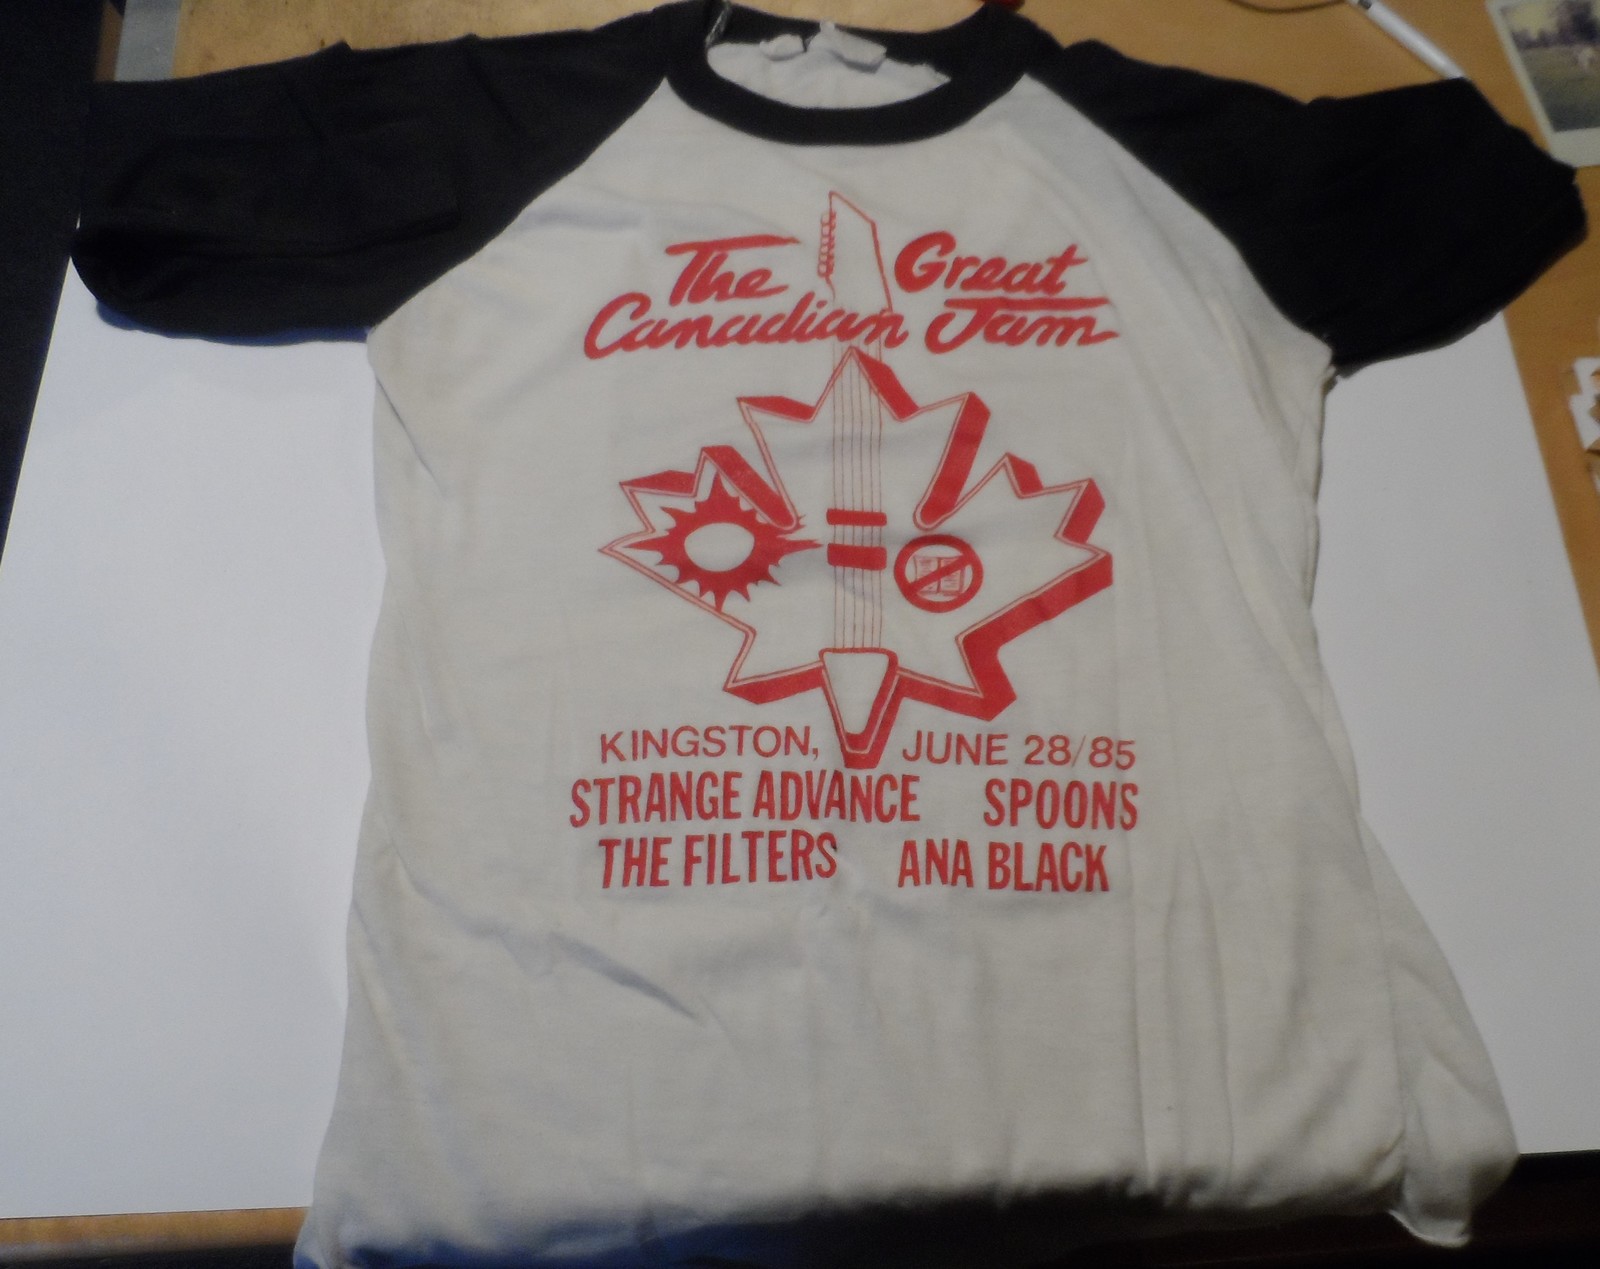 The Great
Canadian Jam
KINGSTON, JUNE 28/85
STRANGE ADVANCE SPOONS
THE FILTERS ANA BLACK